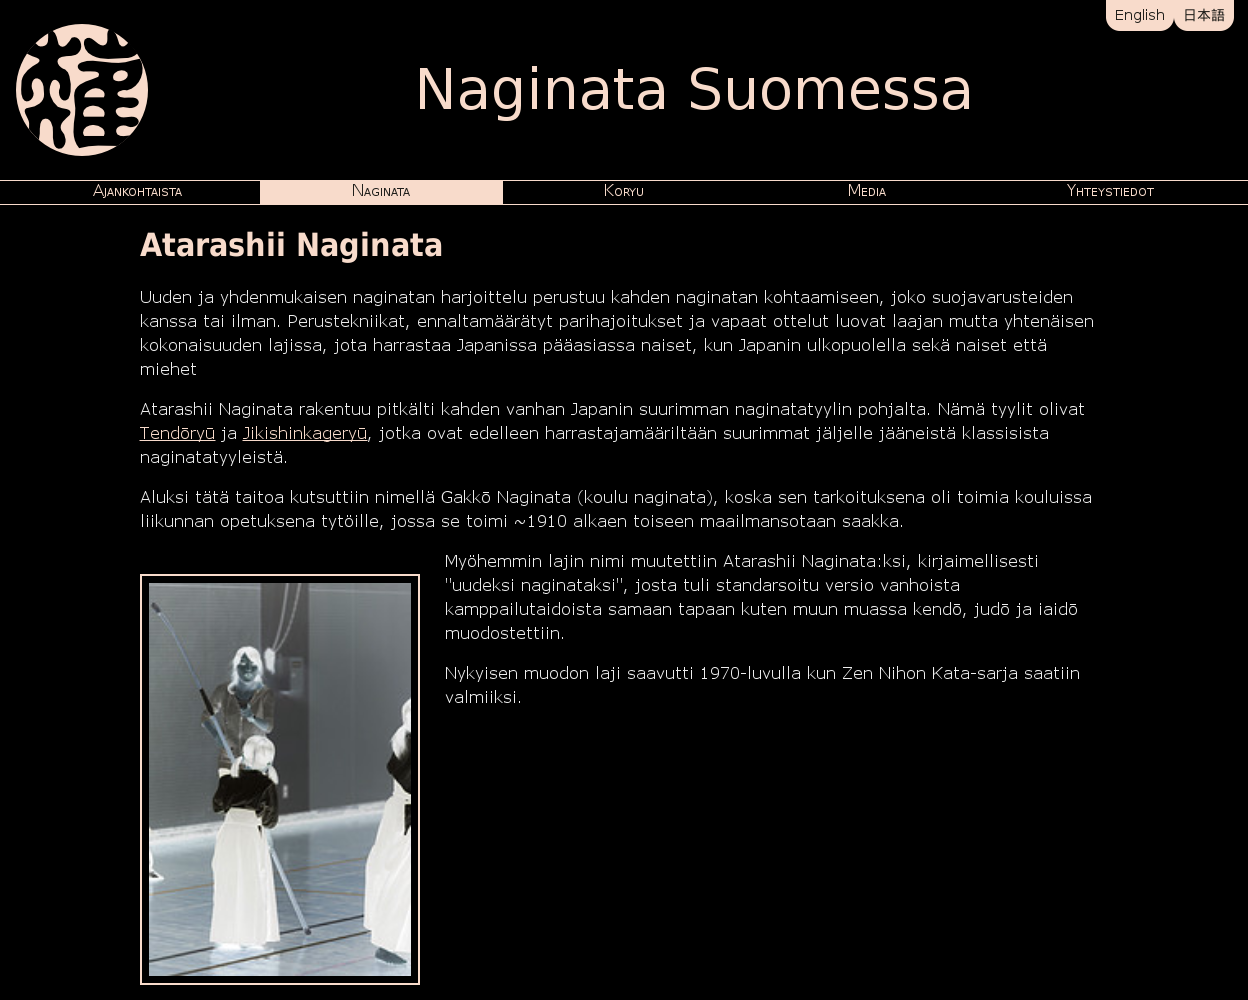 English 日本語
Naginata Suomessa
Ajankohtaista Naginata Koryu Media Yhteystiedot
Atarashii Naginata
Uuden ja yhdenmukaisen naginatan harjoittelu perustuu kahden naginatan kohtaamiseen, joko suojavarusteiden
kanssa tai ilman. Perustekniikat, ennaltamäärätyt parihajoitukset ja vapaat ottelut luovat laajan mutta yhtenäisen
kokonaisuuden lajissa, jota harrastaa Japanissa pääasiassa naiset, kun Japanin ulkopuolella sekä naiset että
miehet
Atarashii Naginata rakentuu pitkälti kahden vanhan Japanin suurimman naginatatyylin pohjalta. Nämä tyylit olivat
Tendōryū ja Jikishinkageryū, jotka ovat edelleen harrastajamääriltään suurimmat jäljelle jääneistä klassisista
naginatatyyleistä.
Aluksi tätä taitoa kutsuttiin nimellä Gakkō Naginata (koulu naginata), koska sen tarkoituksena oli toimia kouluissa
liikunnan opetuksena tytöille, jossa se toimi ~1910 alkaen toiseen maailmansotaan saakka.
Myöhemmin lajin nimi muutettiin Atarashii Naginata:ksi, kirjaimellisesti
"uudeksi naginataksi", josta tuli standarsoitu versio vanhoista
kamppailutaidoista samaan tapaan kuten muun muassa kendō, judō ja iaidō
muodostettiin.
Nykyisen muodon laji saavutti 1970-luvulla kun Zen Nihon Kata-sarja saatiin
valmiiksi.